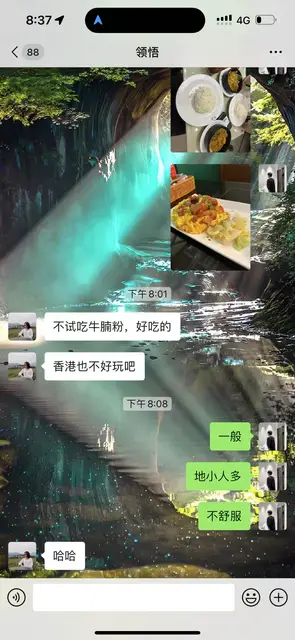 8:37
4G
88
领悟
下午8:01
不试吃牛腩粉，好吃的
香港也不好玩吧
下午8:08
一般
地小人多
不舒服
哈哈